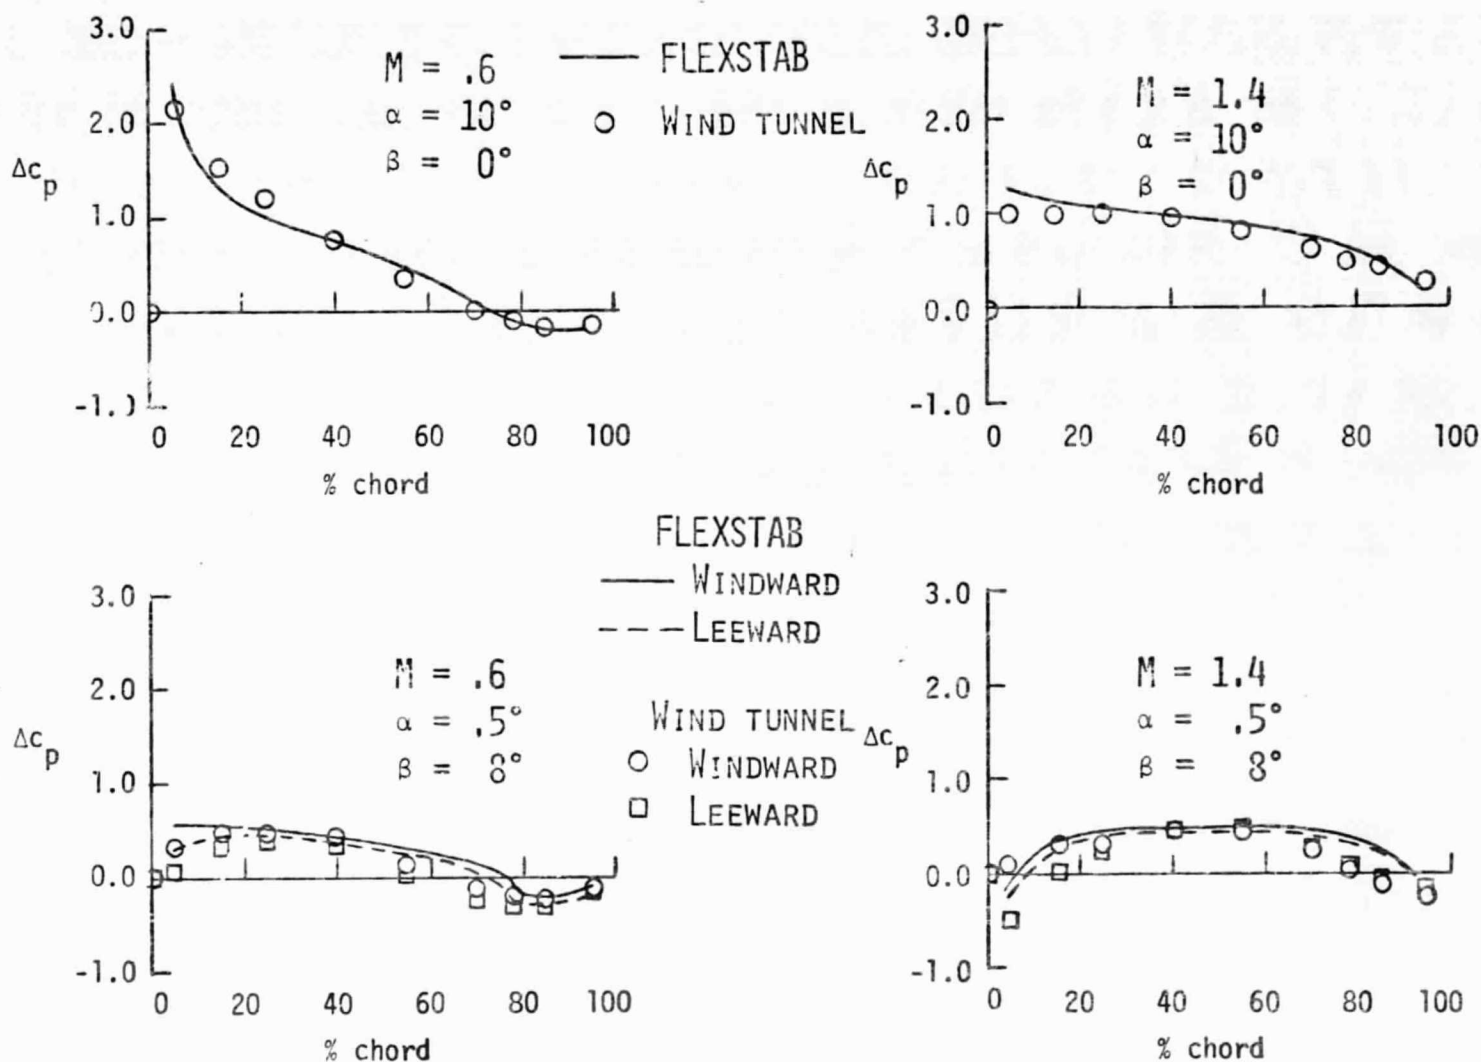 3.0
2.0
Δc_p
1.0
0.0
-1.0
0 20 40 60 80 100
% chord
M = .6
α = 10°
β = 0°
FLEXSTAB
WIND TUNNEL
3.0
2.0
Δc_p
1.0
0.0
-1.0
0 20 40 60 80 100
% chord
M = 1.4
α = 10°
β = 0°
FLEXSTAB
WINDWARD
LEEWARD
WIND TUNNEL
WINDWARD
LEEWARD
3.0
2.0
Δc_p
1.0
0.0
-1.0
0 20 40 60 80 100
% chord
M = .6
α = .5°
β = 8°
3.0
2.0
Δc_p
1.0
0.0
-1.0
0 20 40 60 80 100
% chord
M = 1.4
α = .5°
β = 8°